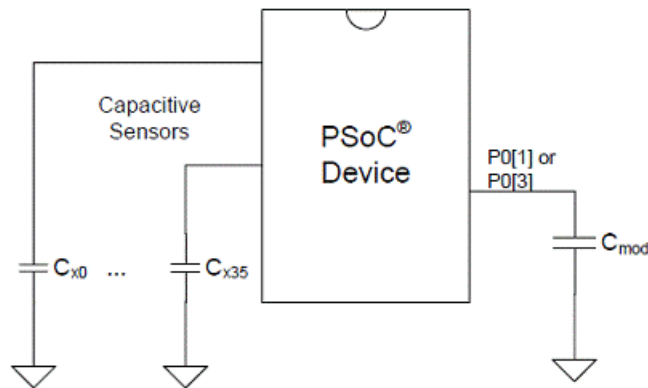 Capacitive
Sensors
PSoC®
Device
P0[1] or
P0[3]
Cx0 ... Cx35
Cmod